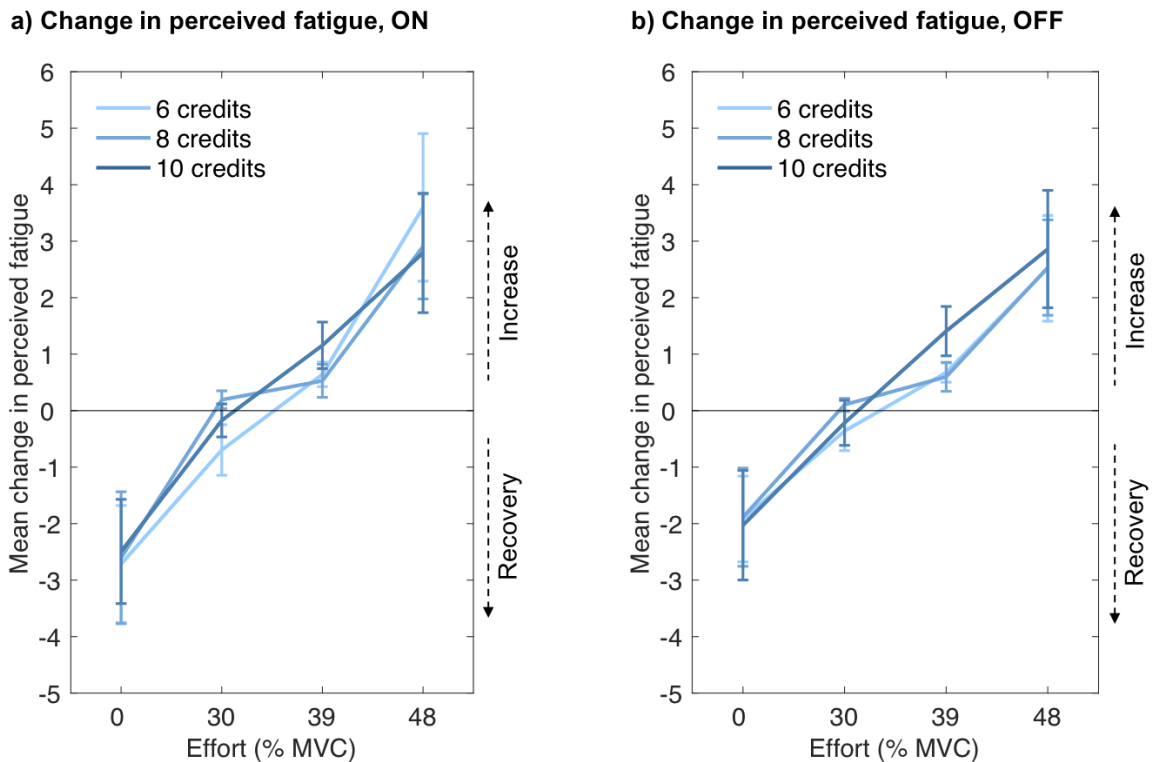 a) Change in perceived fatigue, ON
6 credits
8 credits
10 credits
6
5
4
3
2
1
0
-1
-2
-3
-4
-5
Mean change in perceived fatigue
0 30 39 48
Effort (% MVC)
Increase
Recovery
b) Change in perceived fatigue, OFF
6 credits
8 credits
10 credits
6
5
4
3
2
1
0
-1
-2
-3
-4
-5
Mean change in perceived fatigue
0 30 39 48
Effort (% MVC)
Increase
Recovery